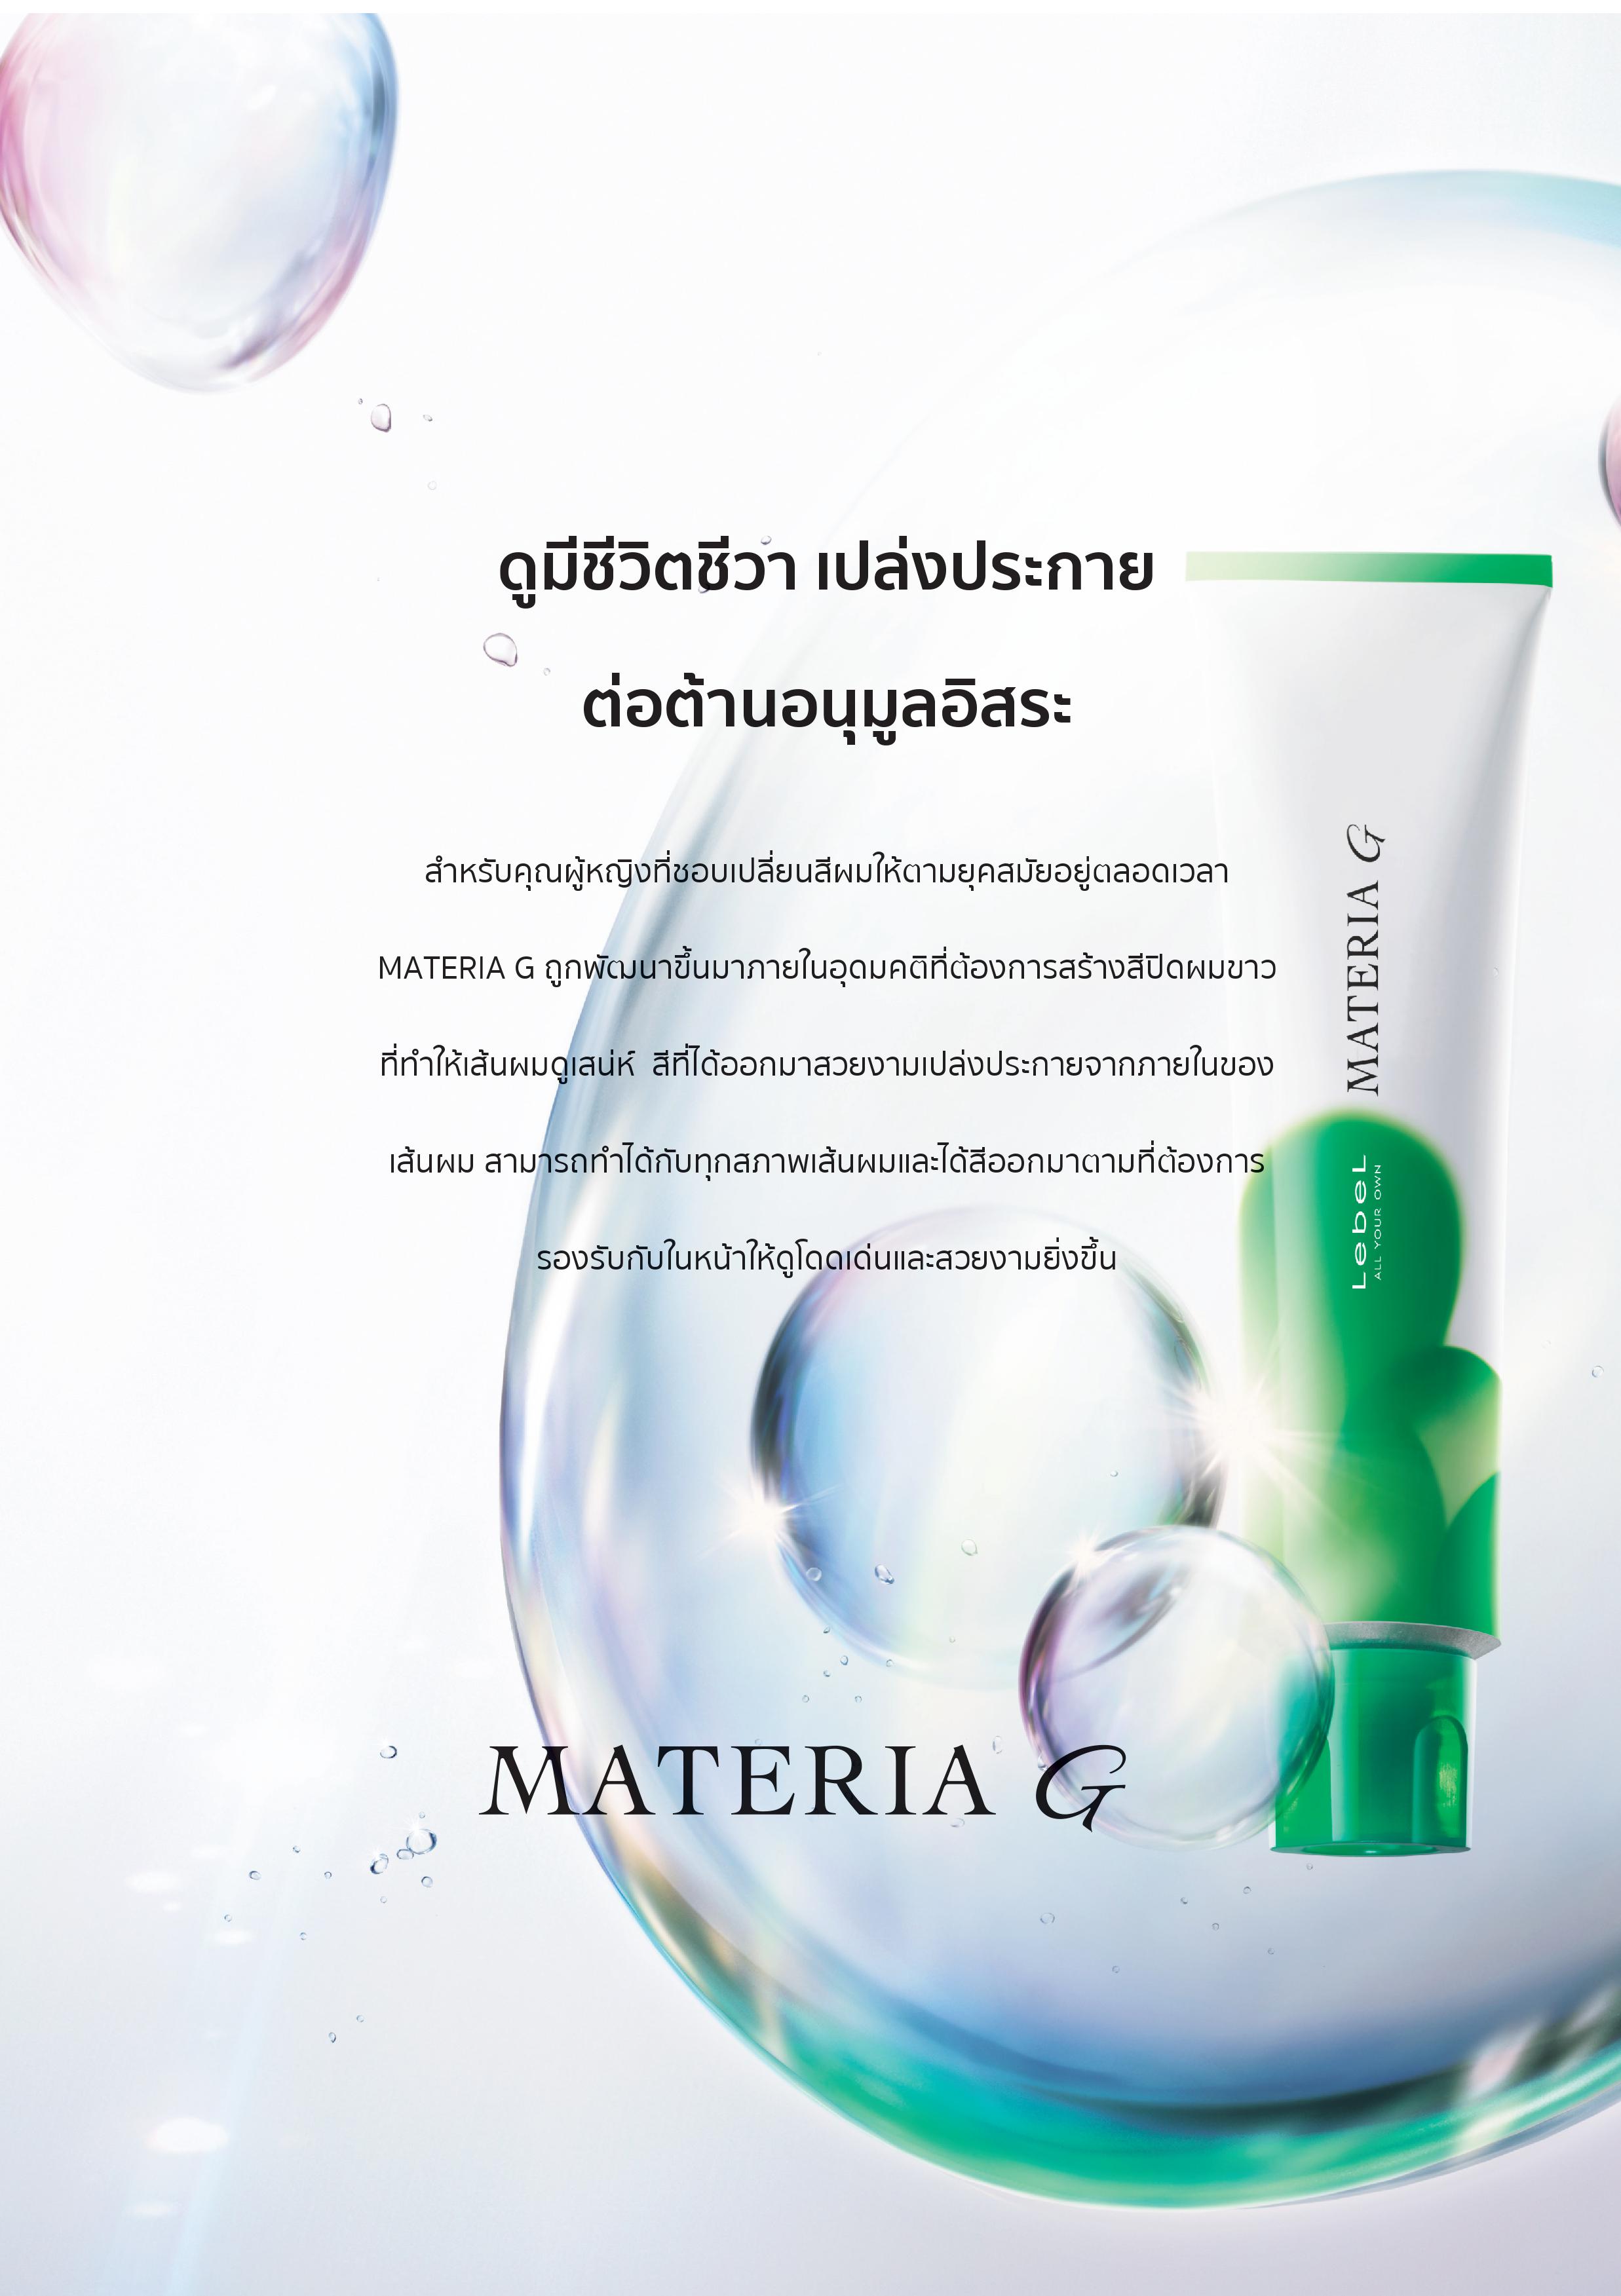 ดูมีชีวิตชีวา เปล่งประกาย
ต่อต้านอนุมูลอิสระ
สำหรับคุณผู้หญิงที่ชอบเปลี่ยนสีผมให้ตามยุคสมัยอยู่ตลอดเวลา
MATERIA G ถูกพัฒนาขึ้นมาภายในอุดมคติที่ต้องการสร้างสีปิดผมขาว
ที่ทำให้เส้นผมดูเสน่ห์ สีที่ได้ออกมาสวยงามเปล่งประกายจากภายในของ
เส้นผม สามารถทำได้กับทุกสภาพเส้นผมและได้สีออกมาตามที่ต้องการ
รองรับกับใบหน้าให้ดูโดดเด่นและสวยงามยิ่งขึ้น
MATERIA G
LebeL
ALL YOUR OWN
MATERIA G